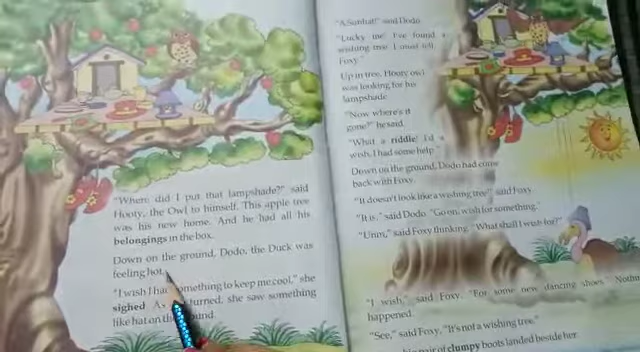 "Where did I put that lampshade?" said
Hooty, the Owl to himself. This apple tree
was his new home. And he had all his
belongings in the box.
Down on the ground, Dodo, the Duck was
feeling hot.
"I wish I had something to keep me cool," she
sighed. As turned, she saw something
like hat on the ground.
"A Sunhat!" said Dodo.
"Lucky me! I've found a
wishing tree! I must tell
Foxy."
Up in tree, Hooty owl
was looking for his
lampshade.
"Now where's it
gone?" he said.
"What a riddle! I'd a
wish, I had some help."
Down on the ground, Dodo had come
back with Foxy.
"It doesn't look like a wishing tree!" said Foxy.
"It is," said Dodo. "Go on, wish for something."
"Umm," said Foxy thinking. "What shall I wish for?"
"I wish," said Foxy. "For some new dancing shoes."
happened.
"See," said Foxy, "It's not a wishing tree."
pair of clumpy boots landed beside her.